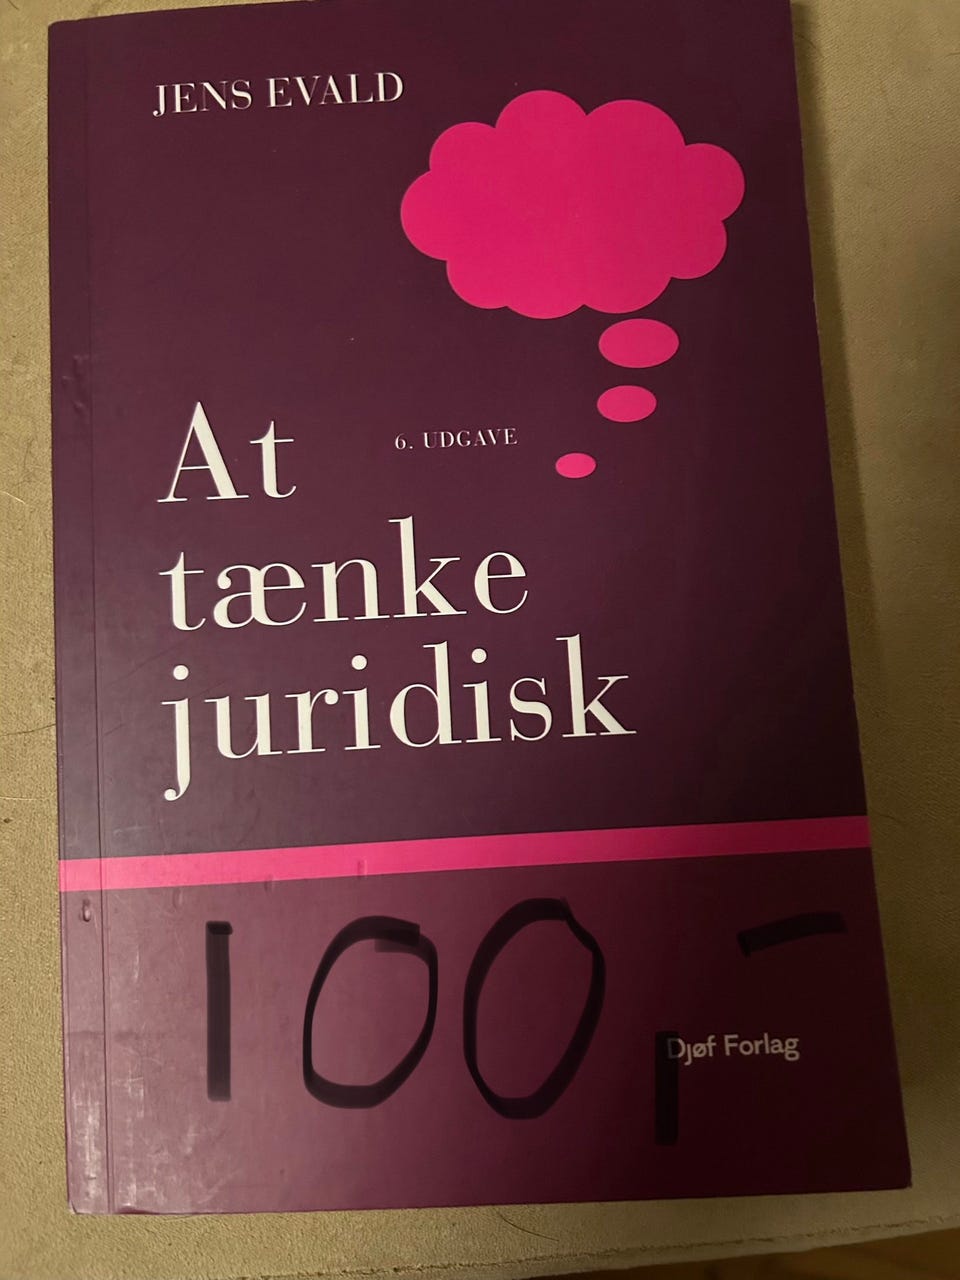 JENS EVALD
At
6. UDGAVE
tænke
juridisk
100,-
Djøf Forlag